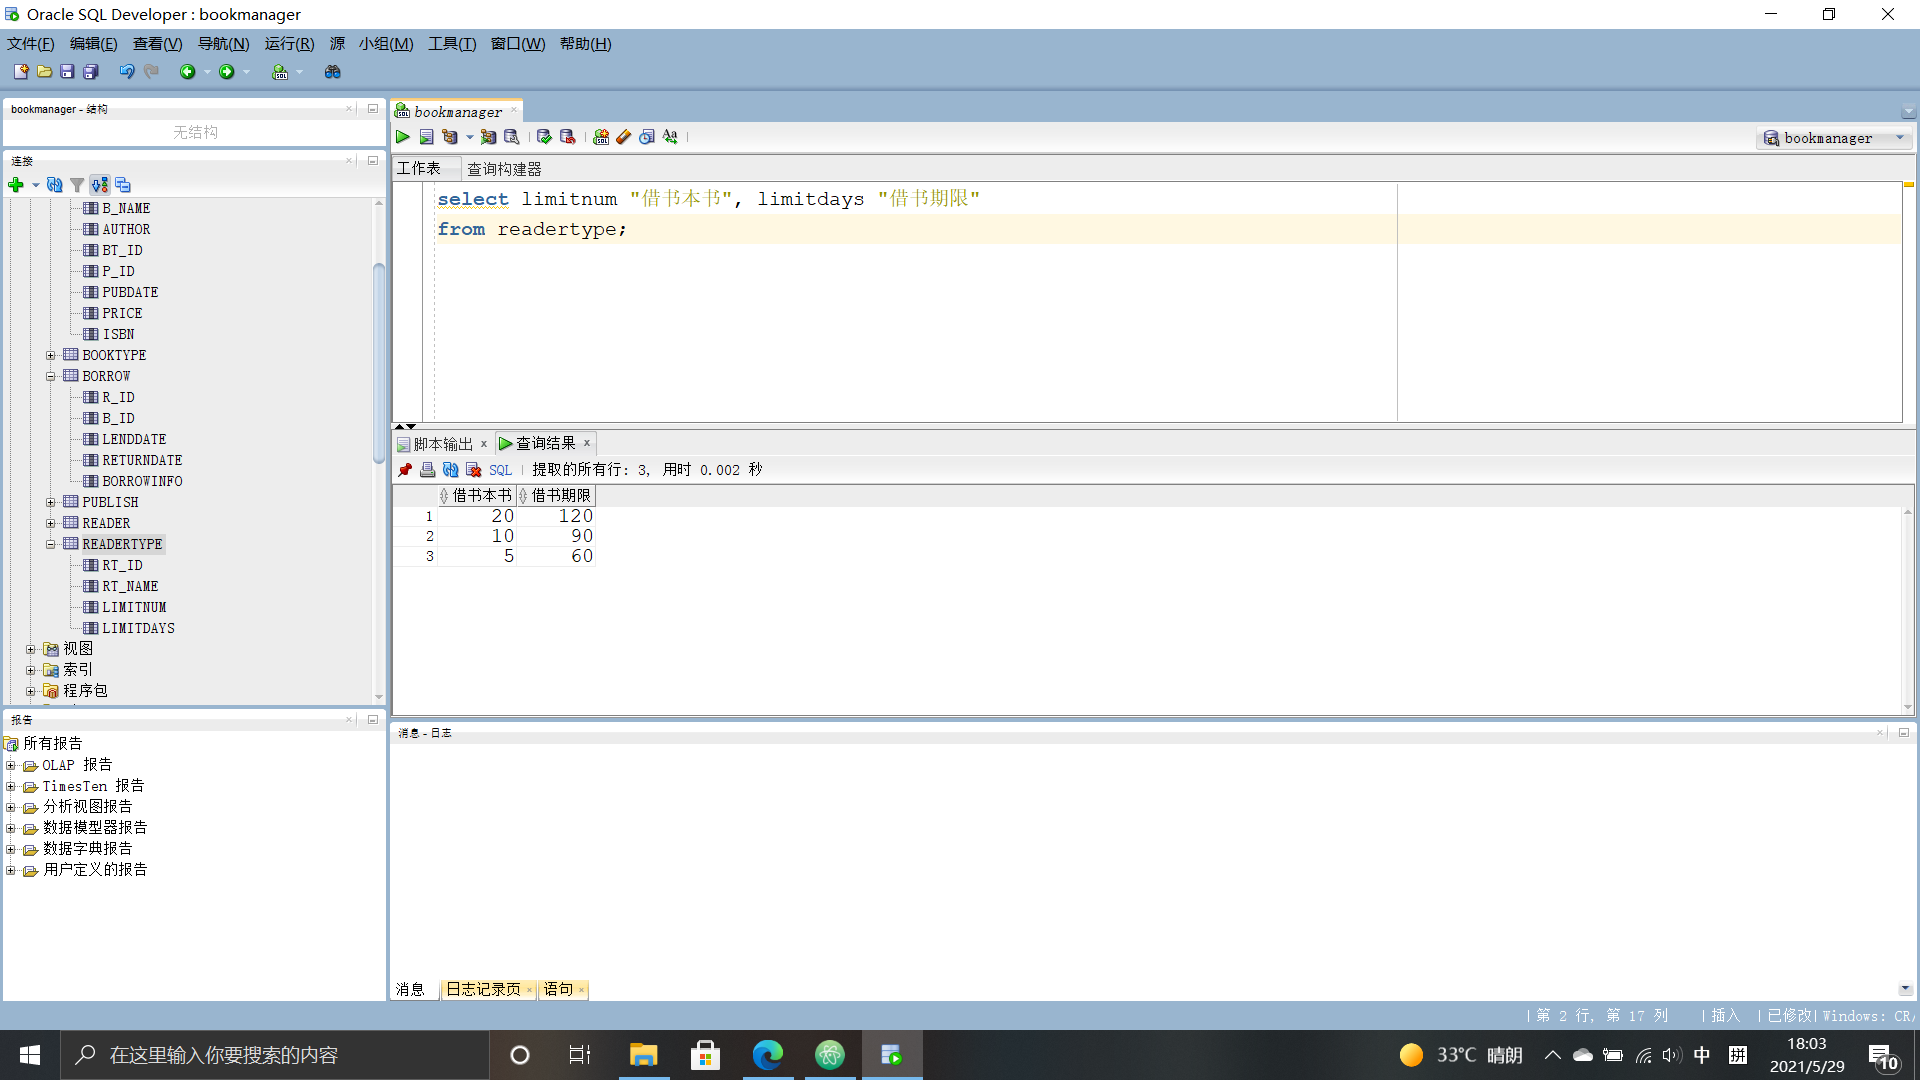 Oracle SQL Developer : bookmanager
文件(F) 编辑(E) 查看(V) 导航(N) 运行(R) 源 小组(M) 工具(T) 窗口(W) 帮助(H)
bookmanager - 结构
无结构
连接
B_NAME
AUTHOR
BT_ID
P_ID
PUBDATE
PRICE
ISBN
BOOKTYPE
BORROW
R_ID
B_ID
LENDDATE
RETURNDATE
BORROWINFO
PUBLISH
READER
READERTYPE
RT_ID
RT_NAME
LIMITNUM
LIMITDAYS
视图
索引
程序包
报告
所有报告
OLAP 报告
TimesTen 报告
分析视图报告
数据模型器报告
数据字典报告
用户定义的报告
bookmanager
bookmanager
工作表 查询构建器
select limitnum "借书本书", limitdays "借书期限"
from readertype;
脚本输出 查询结果
SQL 提取的所有行: 3, 用时 0.002 秒
借书本书 借书期限
1 20 120
2 10 90
3 5 60
消息 - 日志
消息 日志记录页 语句
第 2 行, 第 17 列 插入 已修改 Windows: CR/
在这里输入你要搜索的内容
33°C 晴朗
中 拼
18:03
2021/5/29
10